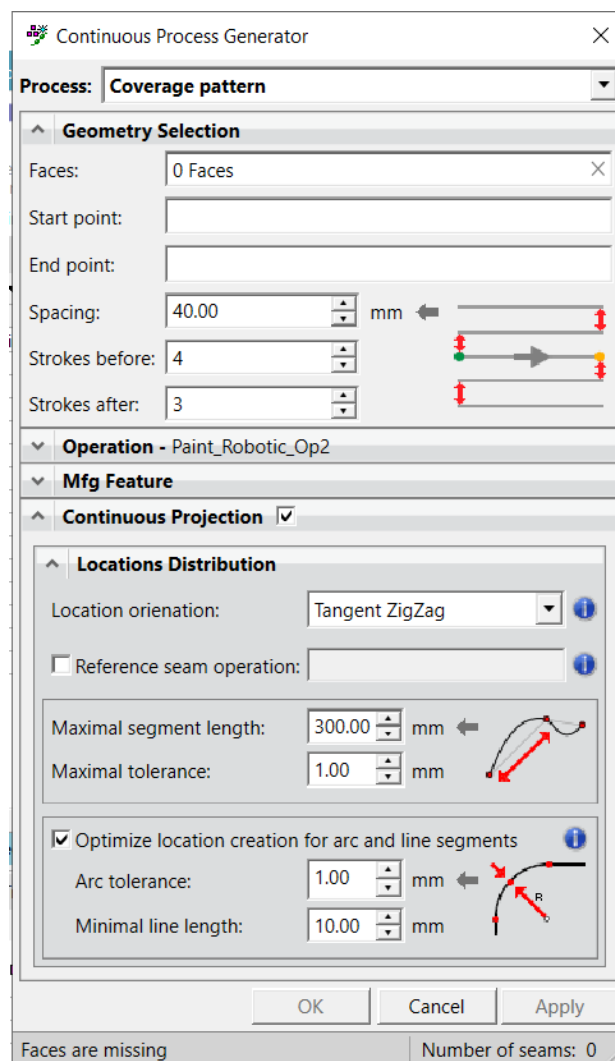 Continuous Process Generator
Process: Coverage pattern
Geometry Selection
Faces: 0 Faces
Start point:
End point:
Spacing: 40.00 mm
Strokes before: 4
Strokes after: 3
Operation - Paint_Robotic_Op2
Mfg Feature
Continuous Projection
Locations Distribution
Location orienation: Tangent ZigZag
Reference seam operation:
Maximal segment length: 300.00 mm
Maximal tolerance: 1.00 mm
Optimize location creation for arc and line segments
Arc tolerance: 1.00 mm
R
Minimal line length: 10.00 mm
OK Cancel Apply
Faces are missing Number of seams: 0